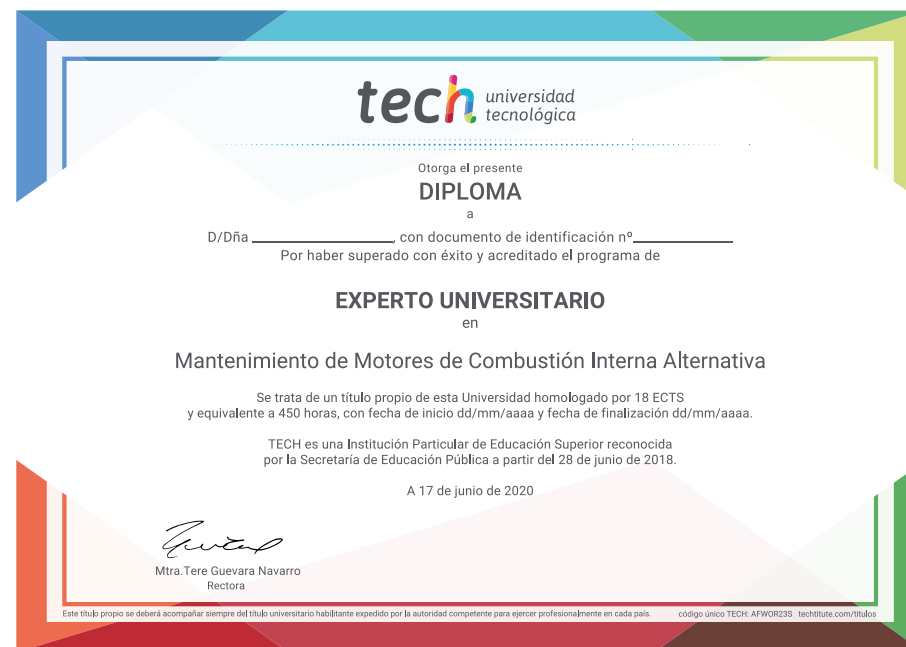 tech universidad
tecnológica
Otorga el presente
DIPLOMA
a
D/Dña ____________________, con documento de identificación nº______________
Por haber superado con éxito y acreditado el programa de
EXPERTO UNIVERSITARIO
en
Mantenimiento de Motores de Combustión Interna Alternativa
Se trata de un título propio de esta Universidad homologado por 18 ECTS
y equivalente a 450 horas, con fecha de inicio dd/mm/aaaa y fecha de finalización dd/mm/aaaa.
TECH es una Institución Particular de Educación Superior reconocida
por la Secretaría de Educación Pública a partir del 28 de junio de 2018.
A 17 de junio de 2020
Mtra.Tere Guevara Navarro
Rectora
Este título propio se deberá acompañar siempre del título universitario habilitante expedido por la autoridad competente para ejercer profesionalmente en cada país. código único TECH: AFWOR23S techtitute.com/titulos